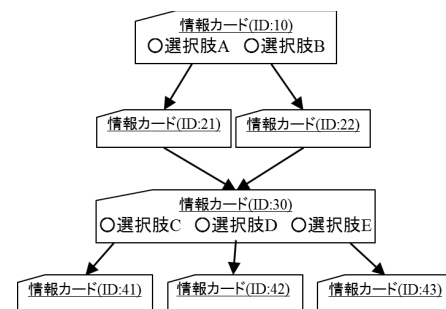 情報カード(ID:10)
○選択肢A ○選択肢B
情報カード(ID:21)
情報カード(ID:22)
情報カード(ID:30)
○選択肢C ○選択肢D ○選択肢E
情報カード(ID:41)
情報カード(ID:42)
情報カード(ID:43)